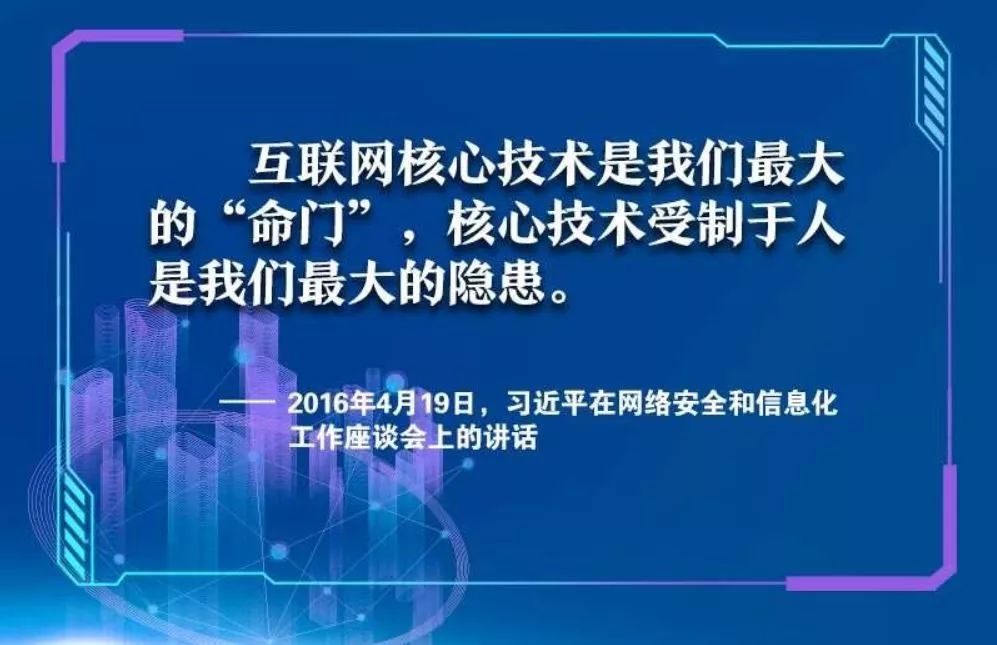 互联网核心技术是我们最大
的“命门”，核心技术受制于人
是我们最大的隐患。
—— 2016年4月19日，习近平在网络安全和信息化
工作座谈会上的讲话